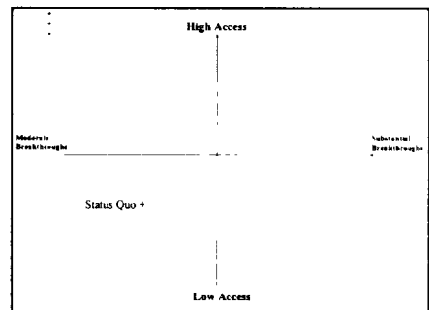 High Access
Moderate
Breakthroughs
Substantial
Breakthroughs
Status Quo +
Low Access